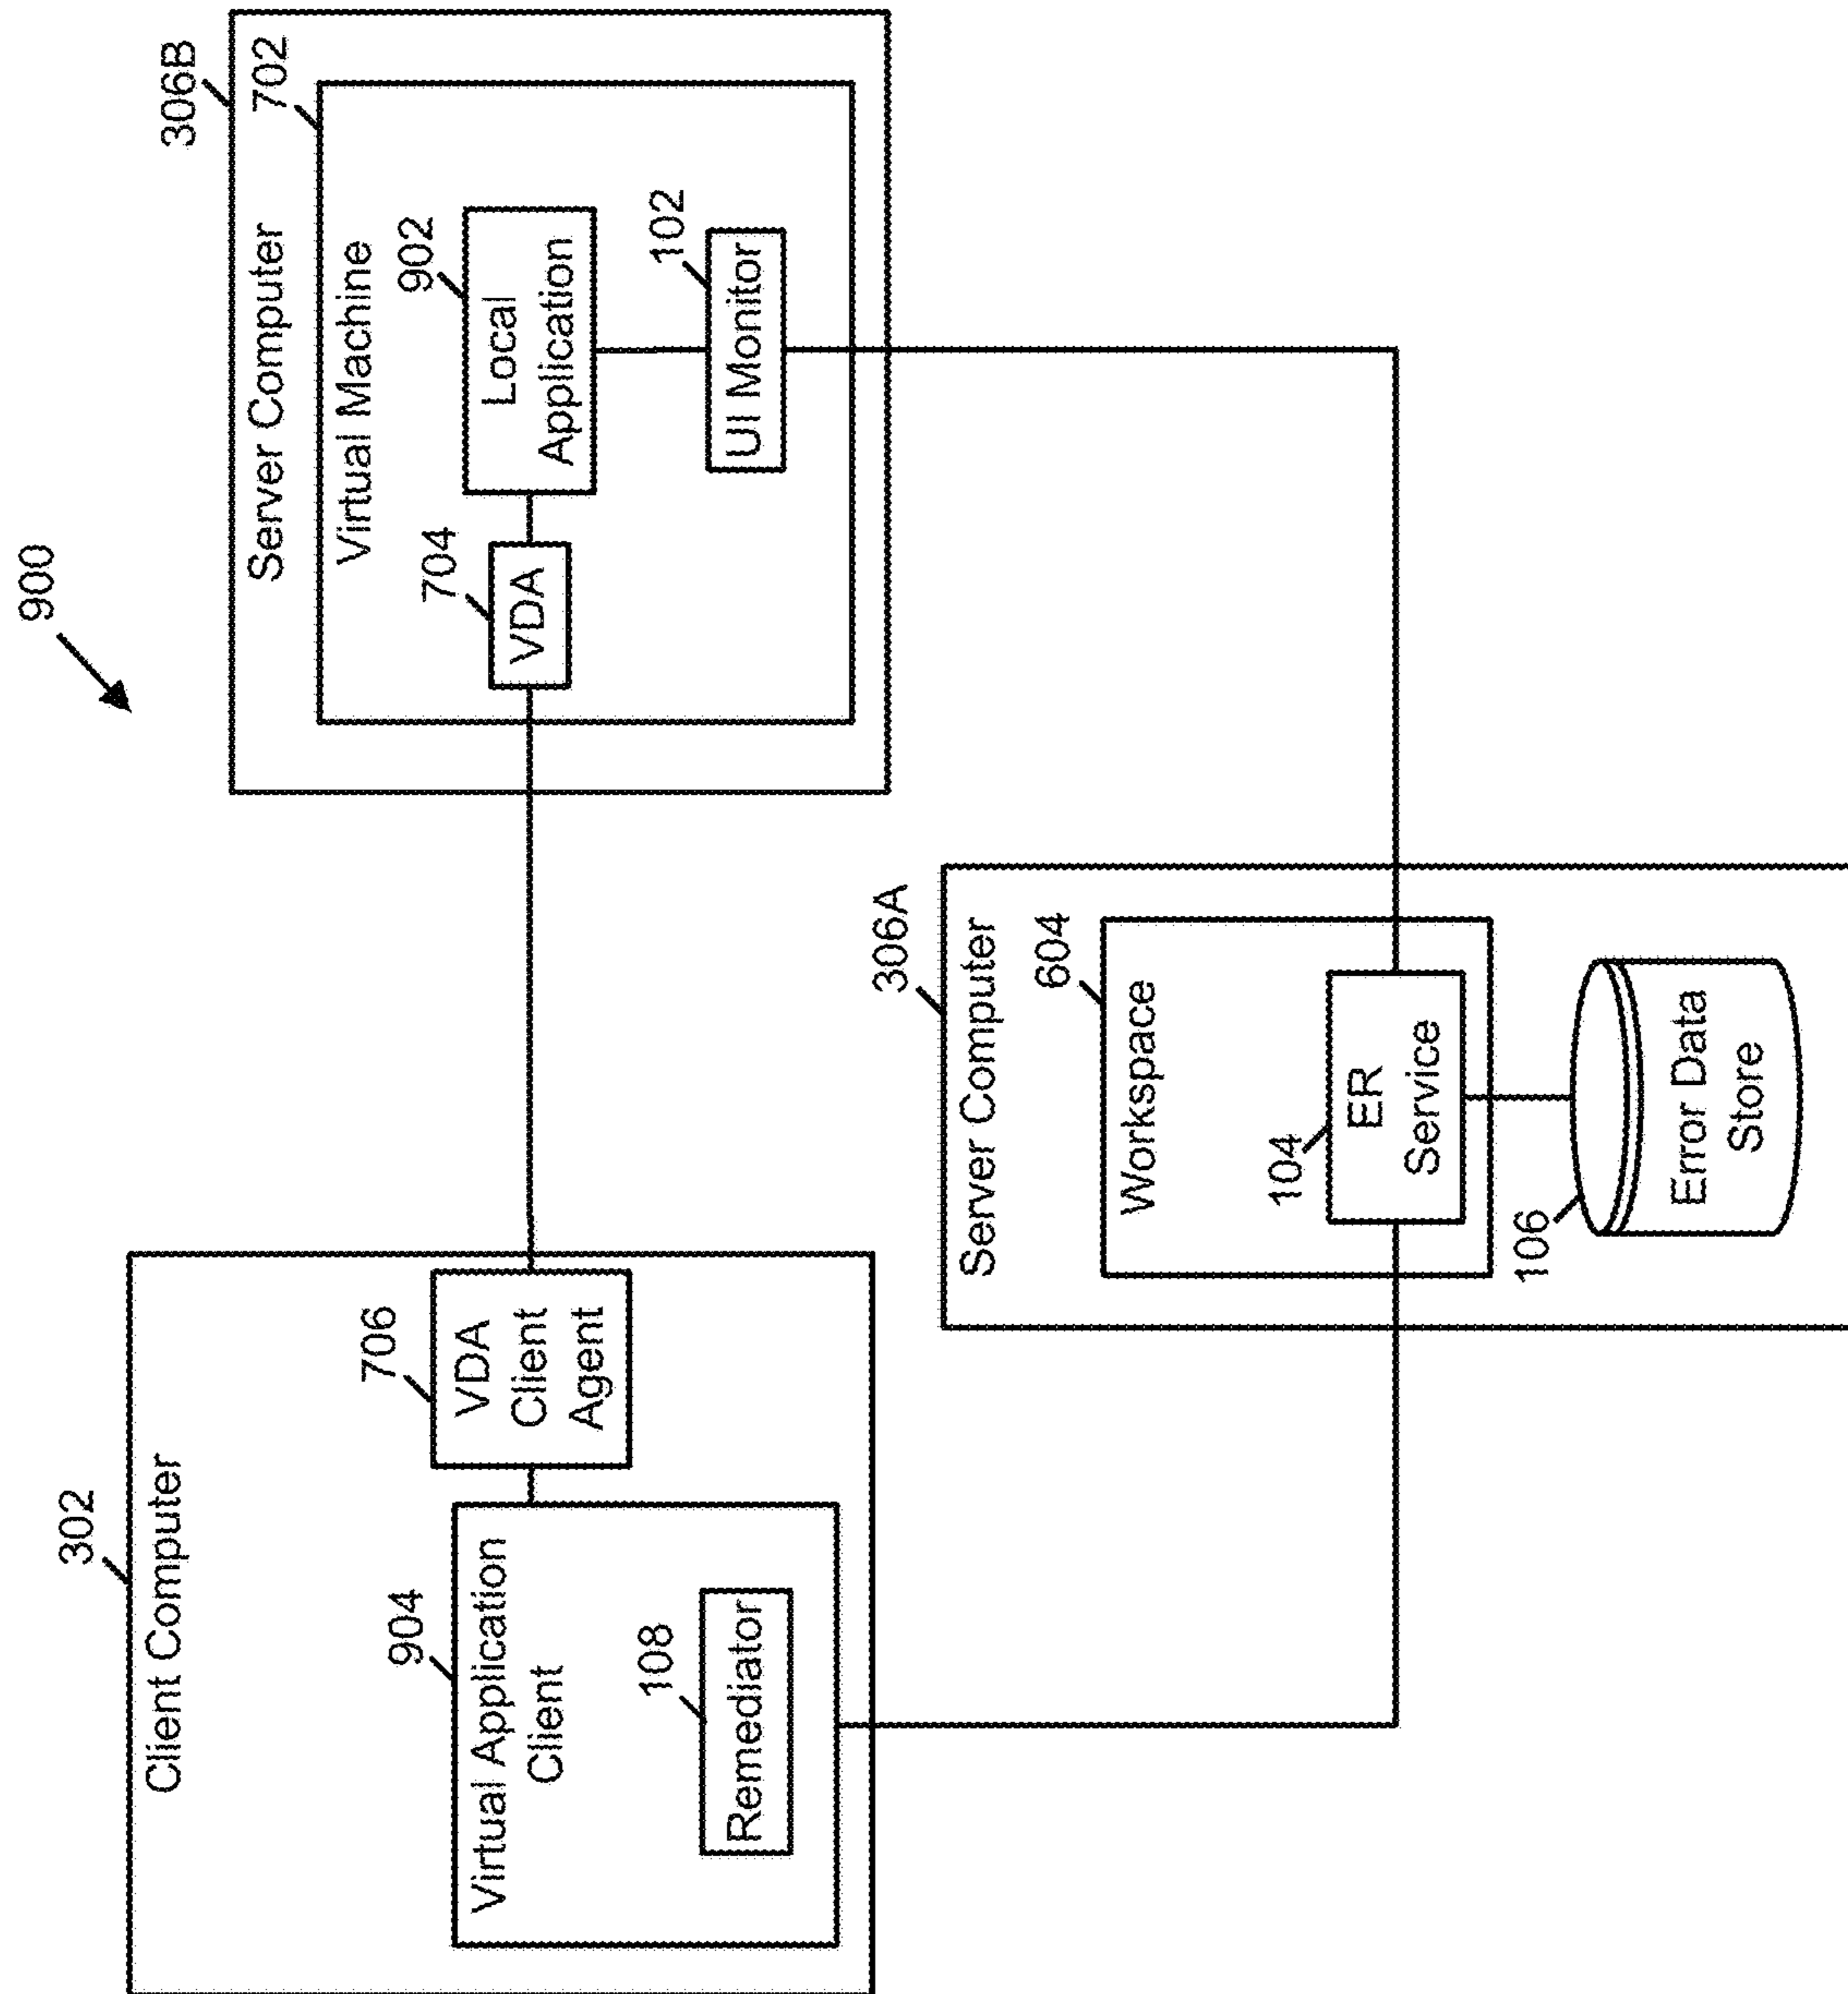 900
302
Client Computer
904
Virtual Application
Client
108
Remediator
706
VDA
Client
Agent
306B
Server Computer
702
Virtual Machine
704
VDA
902
Local
Application
102
UI Monitor
306A
Server Computer
604
Workspace
104
ER
Service
106
Error Data
Store